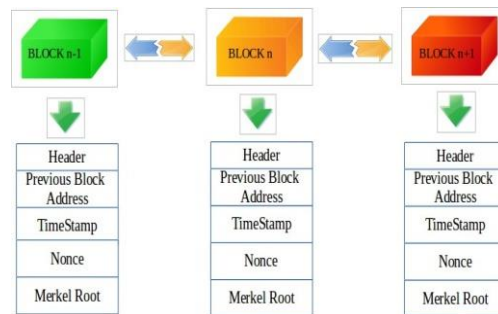 BLOCK n-1
BLOCK n
BLOCK n+1
Header
Previous Block
Address
TimeStamp
Nonce
Merkel Root
Header
Previous Block
Address
TimeStamp
Nonce
Merkel Root
Header
Previous Block
Address
TimeStamp
Nonce
Merkel Root